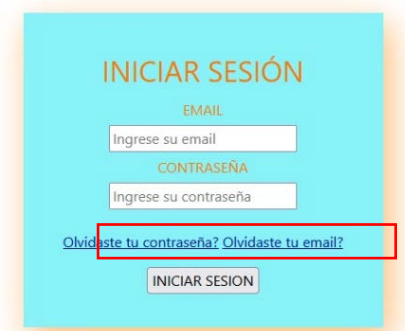 INICIAR SESIÓN
EMAIL
Ingrese su email
CONTRASEÑA
Ingrese su contraseña
Olvidaste tu contraseña? Olvidaste tu email?
INICIAR SESION